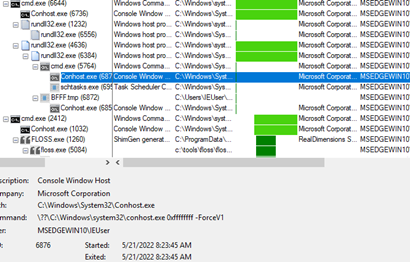 cmd.exe (6644) Windows Comma... C:\Windows\syst... Microsoft Corporat... MSEDGEWIN10\
Conhost.exe (6736) Console Window ... C:\Windows\Syst... Microsoft Corporat... MSEDGEWIN10\
rundll32.exe (1232) Windows host pro... C:\Windows\syst... Microsoft Corporat... MSEDGEWIN10\
rundll32.exe (6556) Windows host pro... C:\Windows\Sys... Microsoft Corporat... MSEDGEWIN10\
rundll32.exe (4636) Windows host pro... C:\Windows\syst... Microsoft Corporat... MSEDGEWIN10\
rundll32.exe (6384) Windows host pro... C:\Windows\Sys... Microsoft Corporat... MSEDGEWIN10\
cmd.exe (5764) Windows Comma... C:\Windows\Sys... Microsoft Corporat... MSEDGEWIN10\
Conhost.exe (687 Console Window ... C:\Windows\Syst... Microsoft Corporat... MSEDGEWIN10\
schtasks.exe (695 Task Scheduler C... C:\Windows\Sys... Microsoft Corporat... MSEDGEWIN10\
BFFF.tmp (6872) C:\Users\IEUser\... MSEDGEWIN10\
Conhost.exe (685 Console Window ... C:\Windows\Syst... Microsoft Corporat... MSEDGEWIN10\
cmd.exe (2412) Windows Comma... C:\Windows\syst... Microsoft Corporat... MSEDGEWIN10\
Conhost.exe (1032) Console Window ... C:\Windows\Syst... Microsoft Corporat... MSEDGEWIN10\
FLOSS.exe (1260) ShimGen generat... C:\ProgramData\... RealDimensions S... MSEDGEWIN10\
floss.exe (5084) c:\tools\floss\flos... MSEDGEWIN10\
scription: Console Window Host
ompany: Microsoft Corporation
th: C:\Windows\System32\Conhost.exe
ommand: \??\C:\Windows\system32\conhost.exe 0xffffffff -ForceV1
er: MSEDGEWIN10\IEUser
D: 6876 Started: 5/21/2022 8:23:45 AM
Exited: 5/21/2022 8:23:45 AM